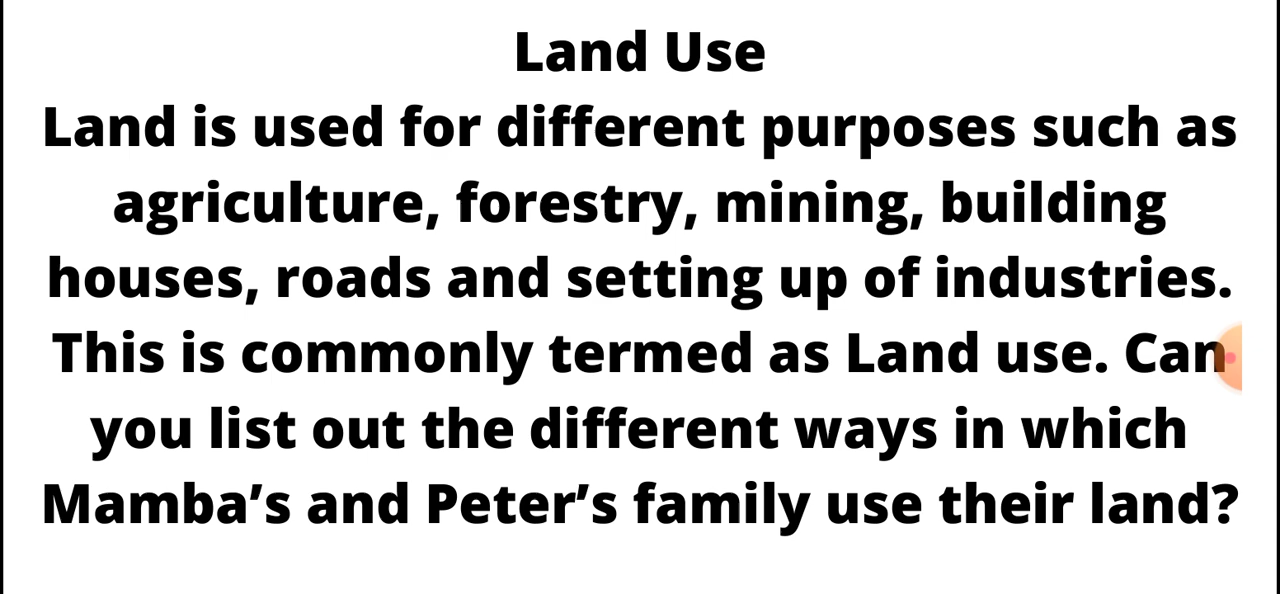 Land Use
Land is used for different purposes such as
agriculture, forestry, mining, building
houses, roads and setting up of industries.
This is commonly termed as Land use. Can
you list out the different ways in which
Mamba’s and Peter’s family use their land?